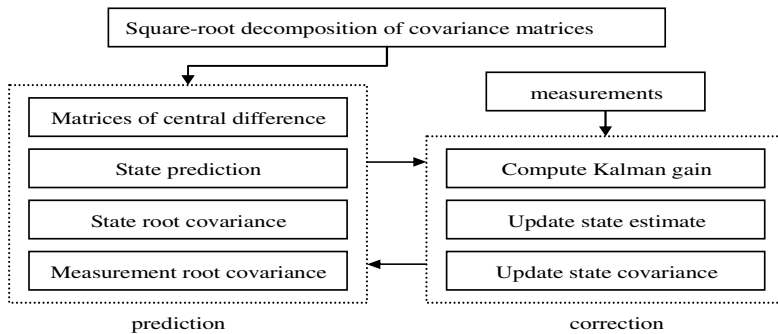 Square-root decomposition of covariance matrices
measurements
Matrices of central difference
State prediction
State root covariance
Measurement root covariance
Compute Kalman gain
Update state estimate
Update state covariance
prediction
correction